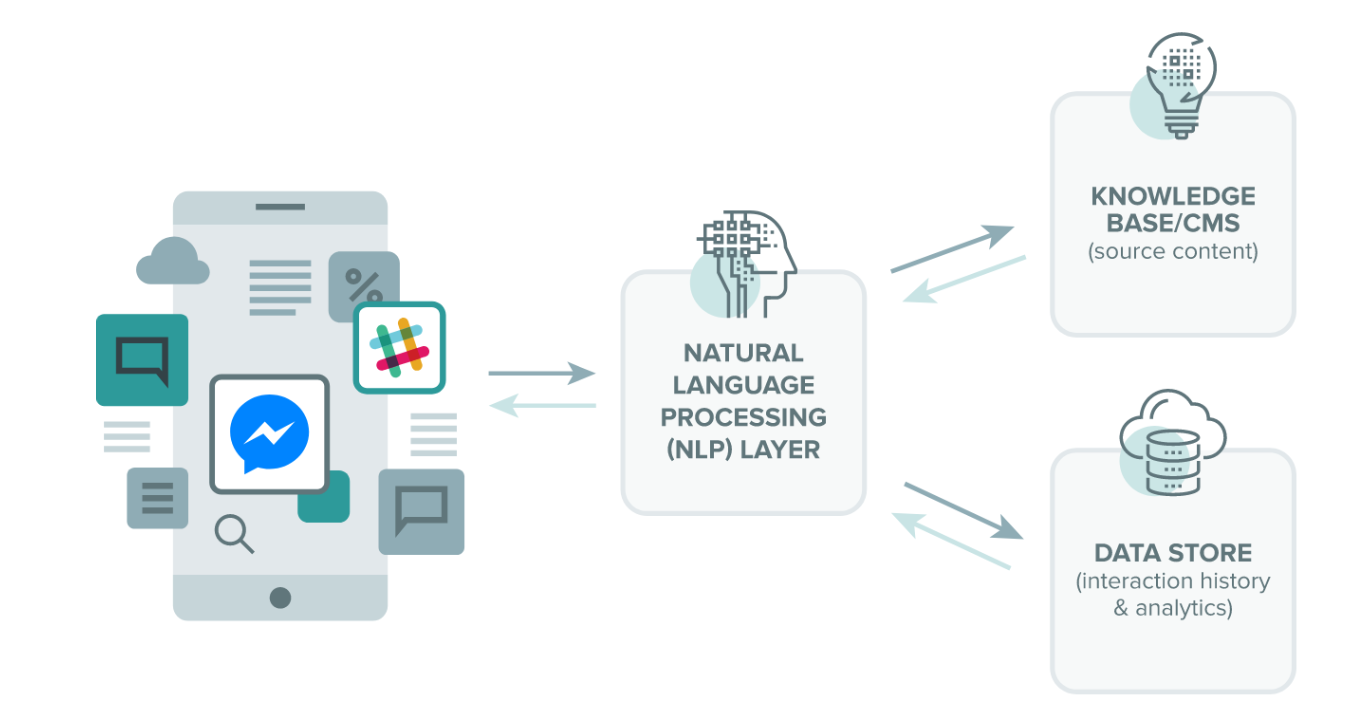 NATURAL
LANGUAGE
PROCESSING
(NLP) LAYER
KNOWLEDGE
BASE/CMS
(source content)
DATA STORE
(interaction history
& analytics)
%